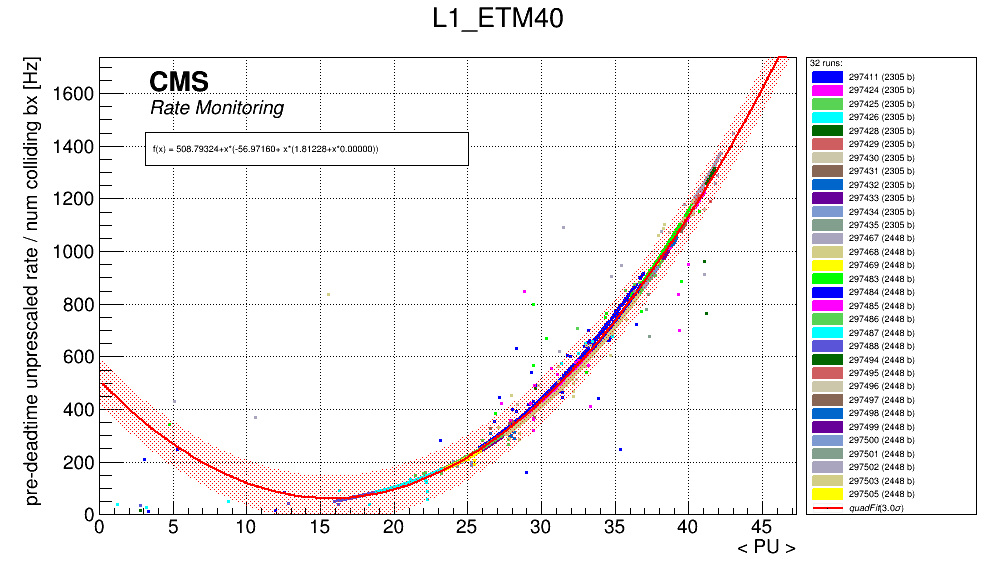 L1_ETM40
pre-deadtime unprescaled rate / num colliding bx [Hz]
CMS
Rate Monitoring
f(x) = 508.79324+x*(-56.97160+ x*(1.81228+x*0.00000))
1600
1400
1200
1000
800
600
400
200
0
0 5 10 15 20 25 30 35 40 45
< PU >
32 runs:
297411 (2305 b)
297424 (2305 b)
297425 (2305 b)
297426 (2305 b)
297428 (2305 b)
297429 (2305 b)
297430 (2305 b)
297431 (2305 b)
297432 (2305 b)
297433 (2305 b)
297434 (2305 b)
297435 (2305 b)
297467 (2448 b)
297468 (2448 b)
297469 (2448 b)
297483 (2448 b)
297484 (2448 b)
297485 (2448 b)
297486 (2448 b)
297487 (2448 b)
297488 (2448 b)
297494 (2448 b)
297495 (2448 b)
297496 (2448 b)
297497 (2448 b)
297498 (2448 b)
297499 (2448 b)
297500 (2448 b)
297501 (2448 b)
297502 (2448 b)
297503 (2448 b)
297505 (2448 b)
quadFit(3.0σ)